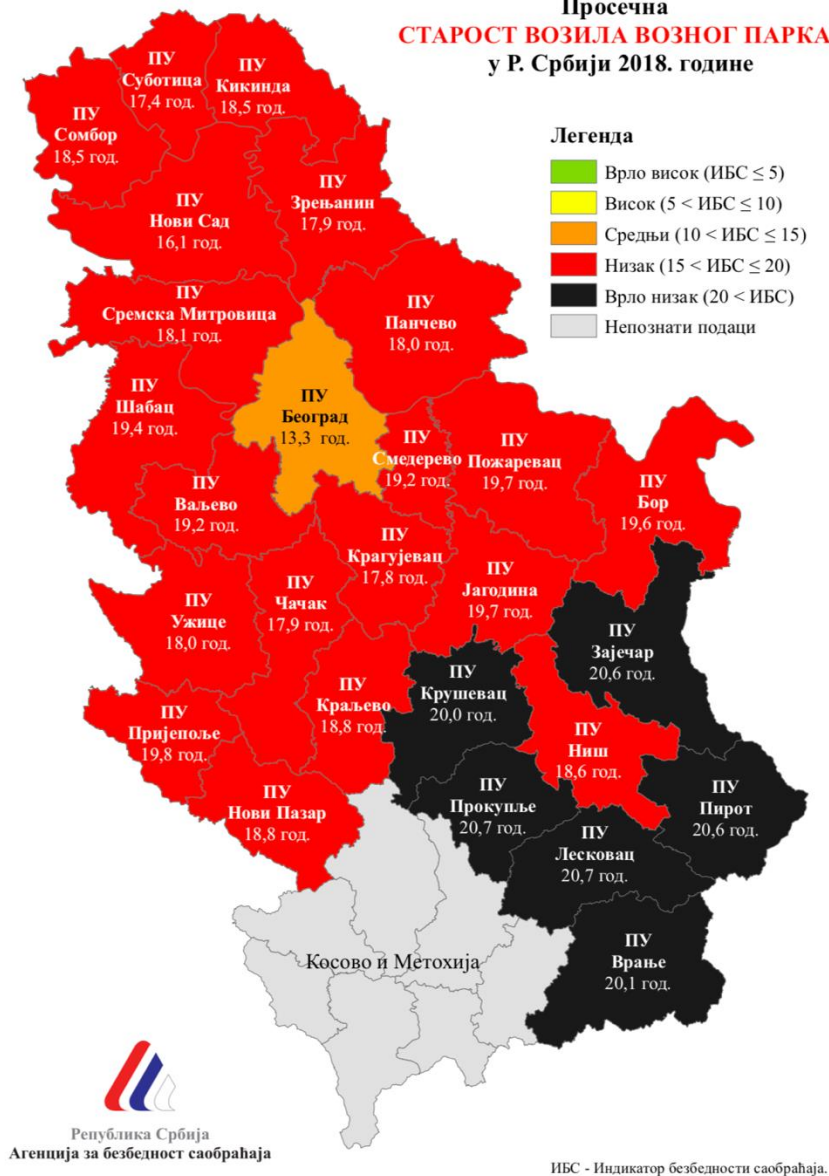 Просечна
СТАРОСТ ВОЗИЛА ВОЗНОГ ПАРКА
у Р. Србији 2018. године
Легенда
Врло висок (ИБС ≤ 5)
Висок (5 < ИБС ≤ 10)
Средњи (10 < ИБС ≤ 15)
Низак (15 < ИБС ≤ 20)
Врло низак (20 < ИБС)
Непознати подаци
ПУ
Суботица
17,4 год.
ПУ
Кикинда
18,5 год.
ПУ
Сомбор
18,5 год.
ПУ
Нови Сад
16,1 год.
ПУ
Зрењанин
17,9 год.
ПУ
Сремска Митровица
18,1 год.
ПУ
Панчево
18,0 год.
ПУ
Шабац
19,4 год.
ПУ
Београд
13,3 год.
ПУ
Смедерево
19,2 год.
ПУ
Пожаревац
19,7 год.
ПУ
Бор
19,6 год.
ПУ
Ваљево
19,2 год.
ПУ
Крагујевац
17,8 год.
ПУ
Јагодина
19,7 год.
ПУ
Ужице
18,0 год.
ПУ
Чачак
17,9 год.
ПУ
Зајечар
20,6 год.
ПУ
Крушевац
20,0 год.
ПУ
Краљево
18,8 год.
ПУ
Пријепоље
19,8 год.
ПУ
Ниш
18,6 год.
ПУ
Нови Пазар
18,8 год.
ПУ
Прокупље
20,7 год.
ПУ
Пирот
20,6 год.
ПУ
Лесковац
20,7 год.
ПУ
Врање
20,1 год.
Косово и Метохија
Република Србија
Агенција за безбедност саобраћаја
ИБС - Индикатор безбедности саобраћаја.